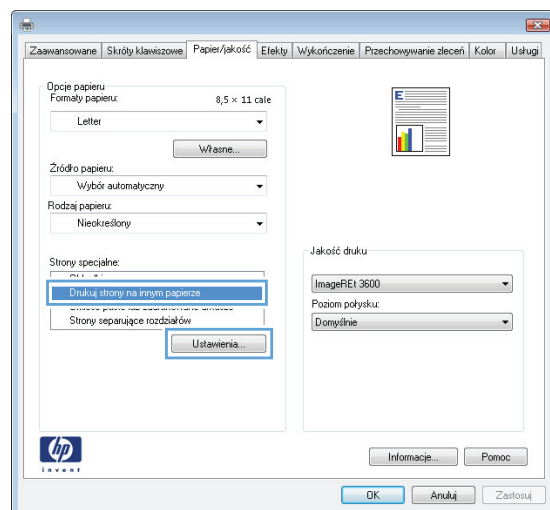 Zaawansowane Skróty klawiszowe Papier/jakość Efekty Wykończenie Przechowywanie zleceń Kolor Usługi
Opcje papieru
Formaty papieru: 8,5 × 11 cale
Letter
Własne...
Źródło papieru:
Wybór automatyczny
Rodzaj papieru:
Nieokreślony
Strony specjalne:
Drukuj strony na innym papierze
Strony separujące rozdziałów
Ustawienia...
E
Jakość druku
ImageREt 3600
Poziom połysku:
Domyślnie
hp
invent
Informacje... Pomoc
OK Anuluj Zastosuj